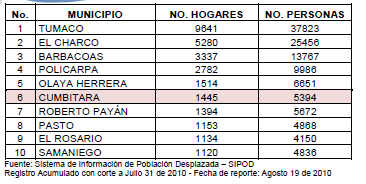 No. MUNICIPIO NO. HOGARES NO. PERSONAS
1 TUMACO 9641 37823
2 EL CHARCO 5280 25456
3 BARBACOAS 3337 13767
4 POLICARPA 2782 9986
5 OLAYA HERRERA 1514 6651
6 CUMBITARA 1445 5394
7 ROBERTO PAYÁN 1394 5672
8 PASTO 1153 4868
9 EL ROSARIO 1134 4150
10 SAMANIEGO 1120 4836
Fuente: Sistema de Información de Población Desplazada – SIPOD
Registro Acumulado con corte a Julio 31 de 2010 - Fecha de reporte: Agosto 19 de 2010